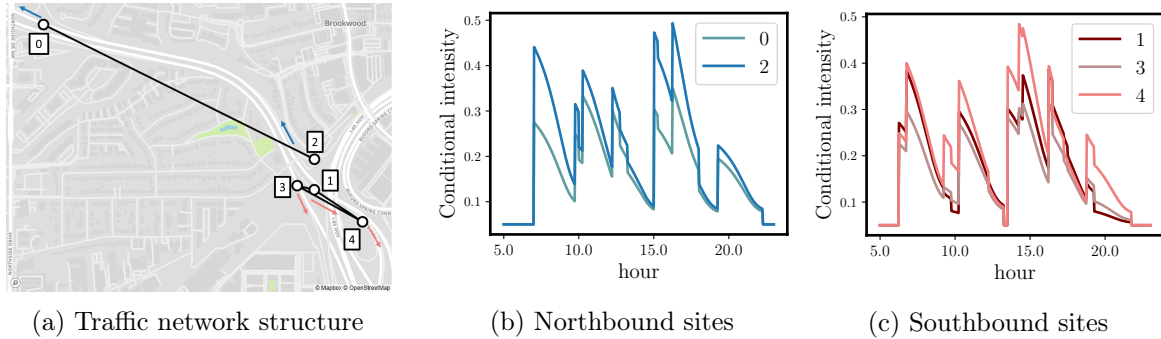 Brookwood
0
2
1
3
4
© Mapbox © OpenStreetMap
(a) Traffic network structure
Conditional intensity
0.5
0.4
0.3
0.2
0.1
5.0 10.0 15.0 20.0
hour
0
2
(b) Northbound sites
Conditional intensity
0.5
0.4
0.3
0.2
0.1
5.0 10.0 15.0 20.0
hour
1
3
4
(c) Southbound sites